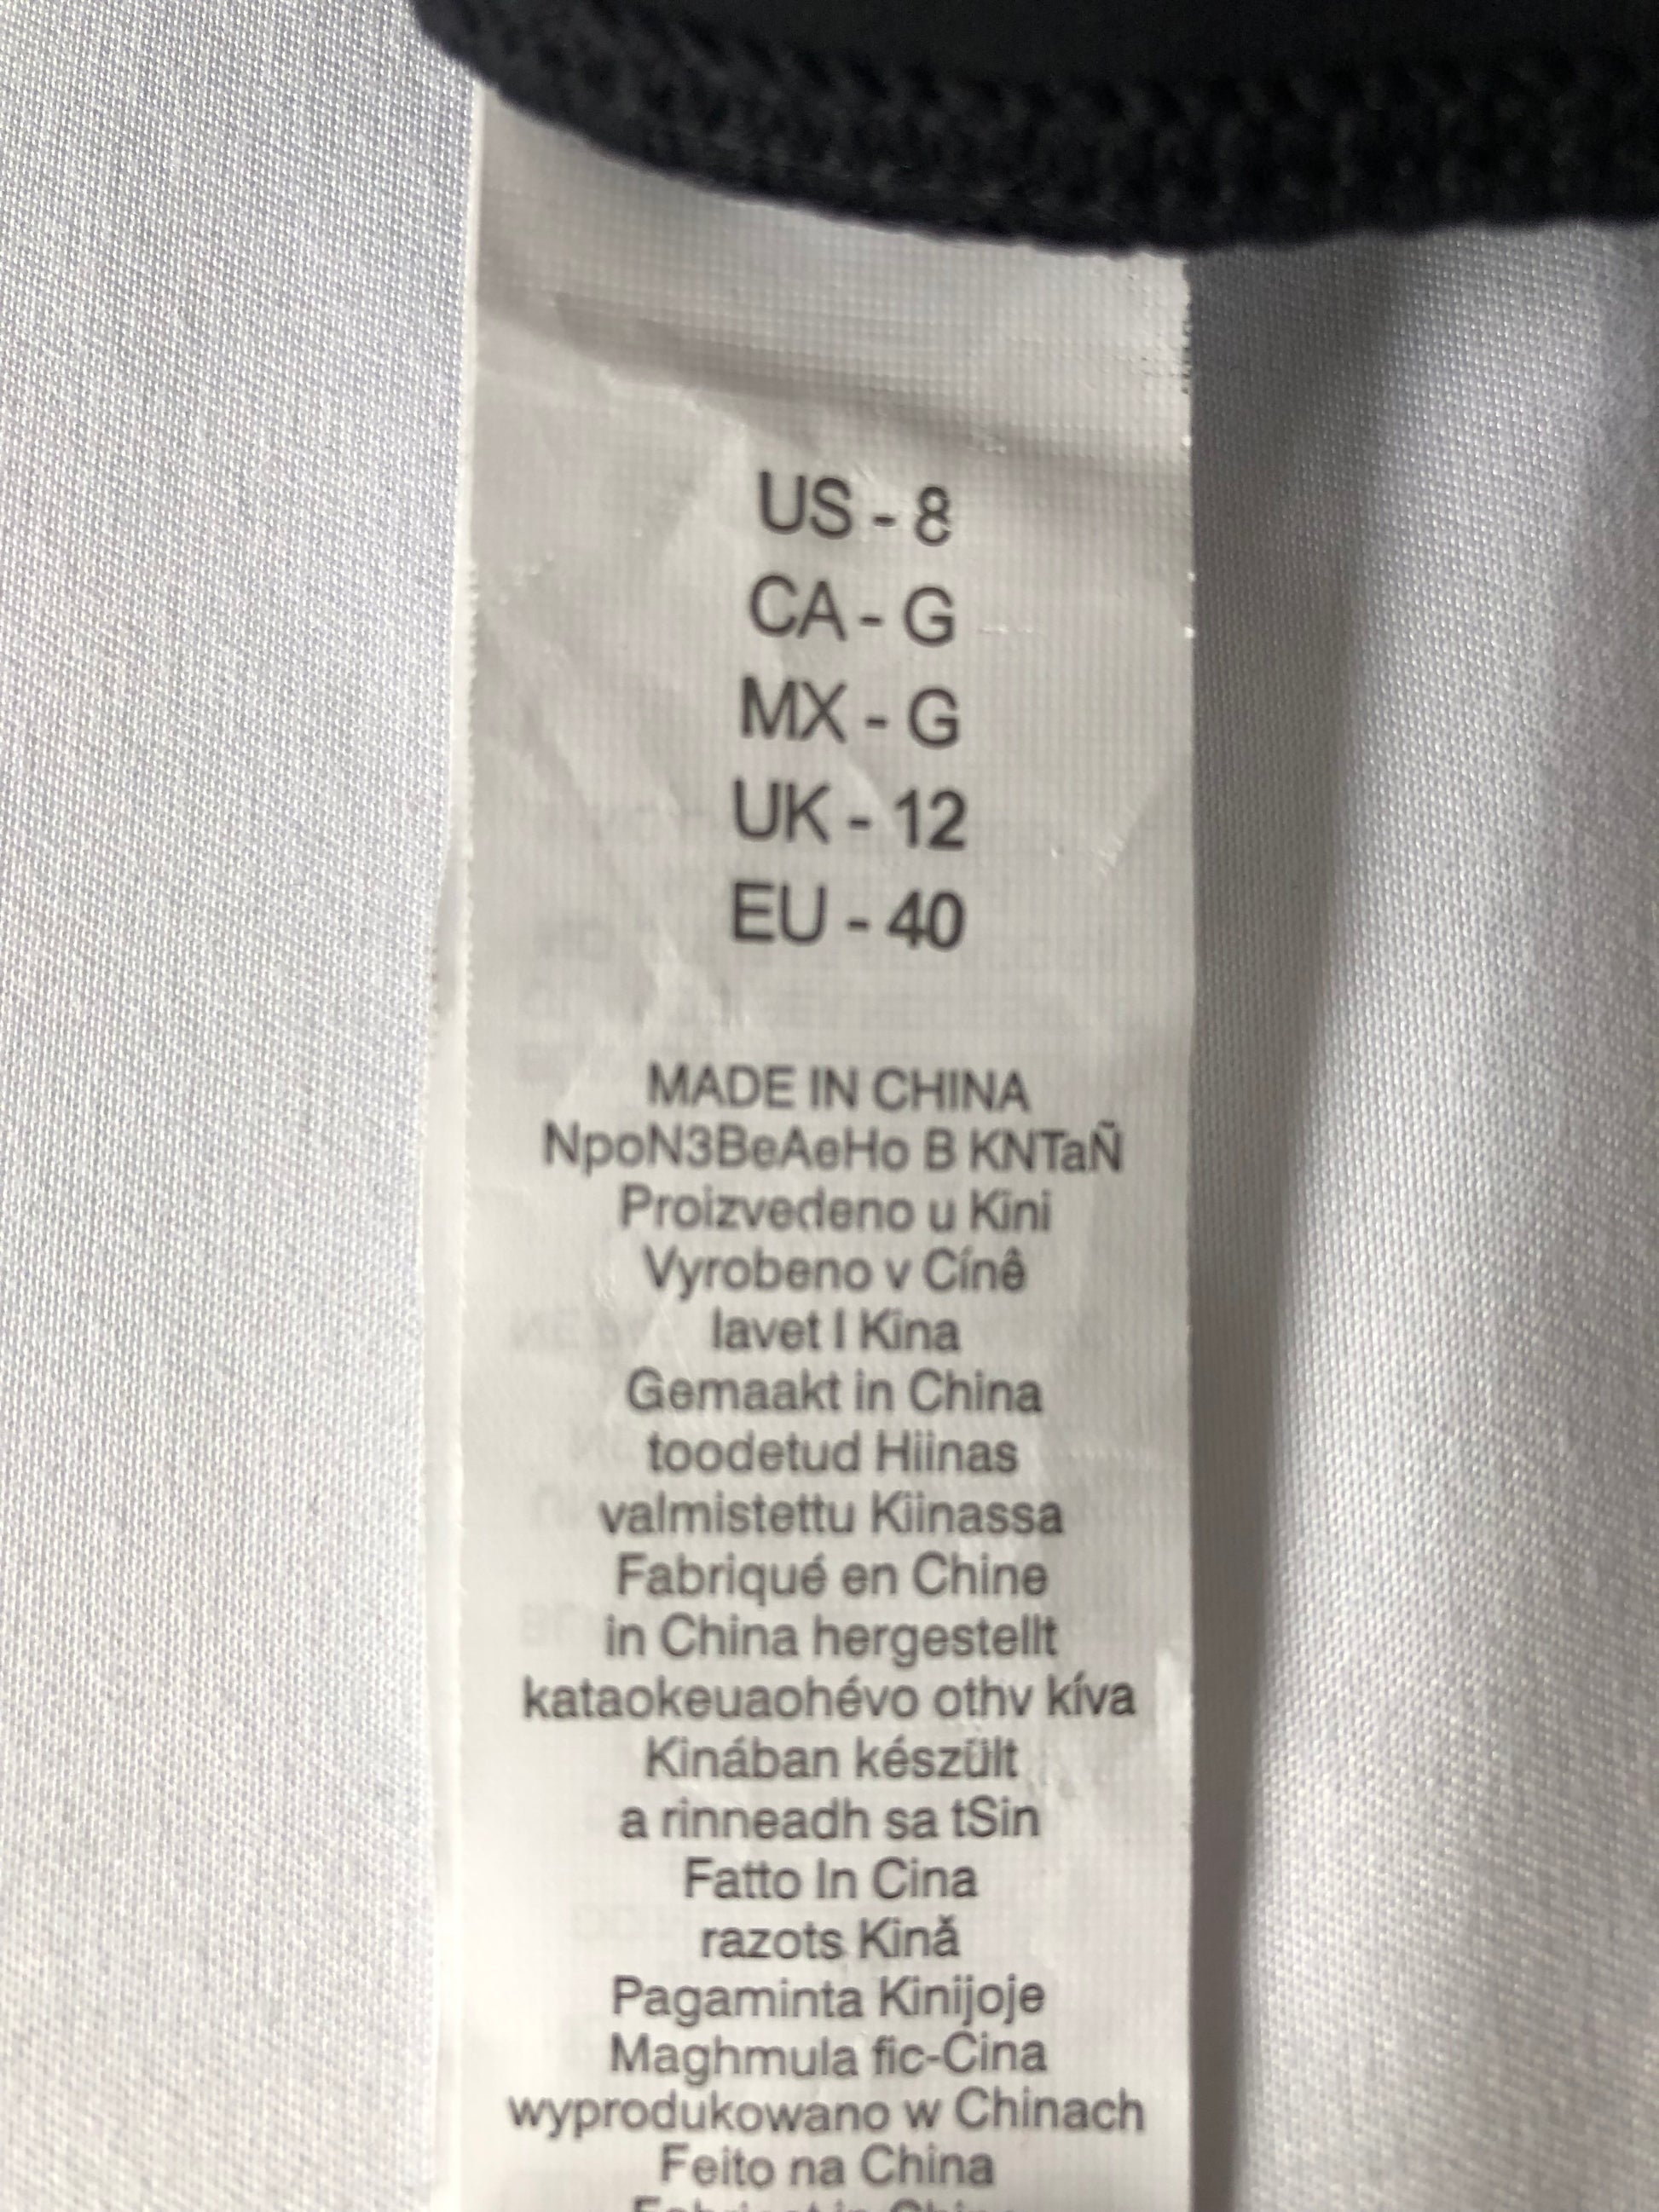 US - 8
CA - G
MX - G
UK - 12
EU - 40
MADE IN CHINA
NpoN3BeAeHo B KNTaÑ
Proizvedeno u Kini
Vyrobeno v Cínê
lavet I Kina
Gemaakt in China
toodetud Hiinas
valmistettu Kiinassa
Fabriqué en Chine
in China hergestellt
kataokeuaohévo othv kíva
Kinában készült
a rinneadh sa tSin
Fatto In Cina
razots Kină
Pagaminta Kinijoje
Maghmula fic-Ċina
wyprodukowano w Chinach
Feito na China